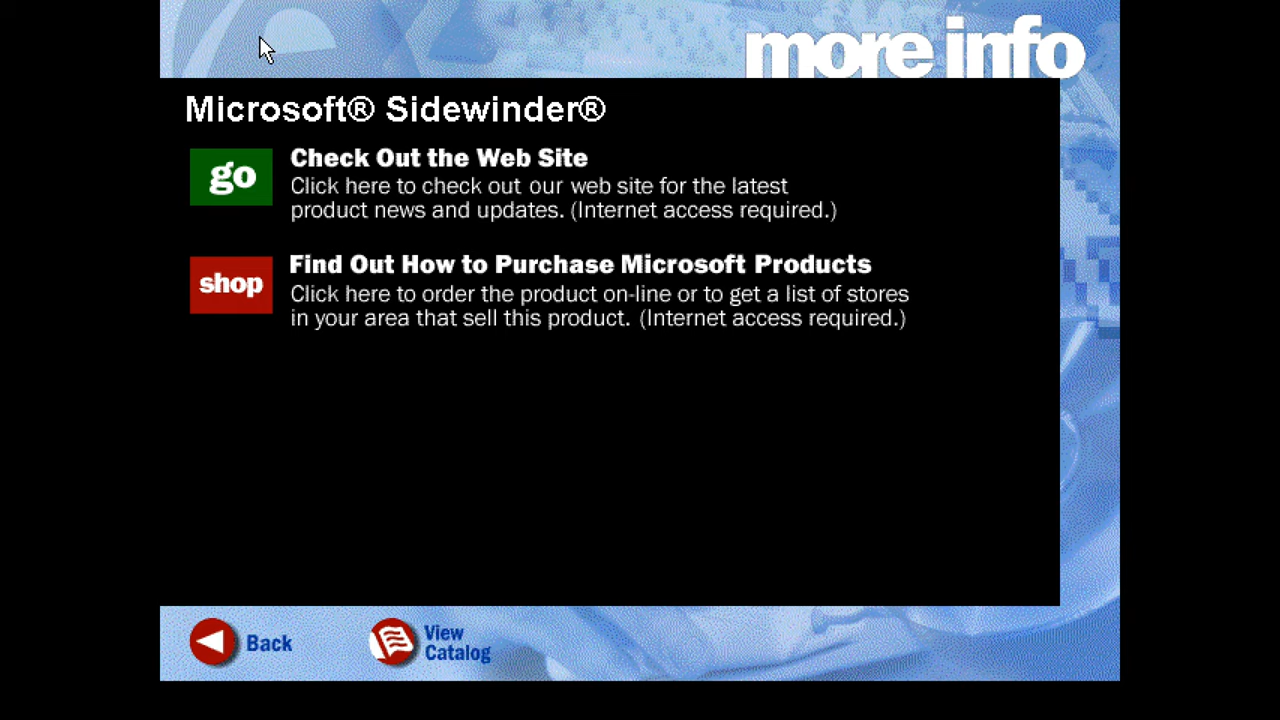 more info
Microsoft® Sidewinder®
go
Check Out the Web Site
Click here to check out our web site for the latest
product news and updates. (Internet access required.)
shop
Find Out How to Purchase Microsoft Products
Click here to order the product on-line or to get a list of stores
in your area that sell this product. (Internet access required.)
Back
View
Catalog